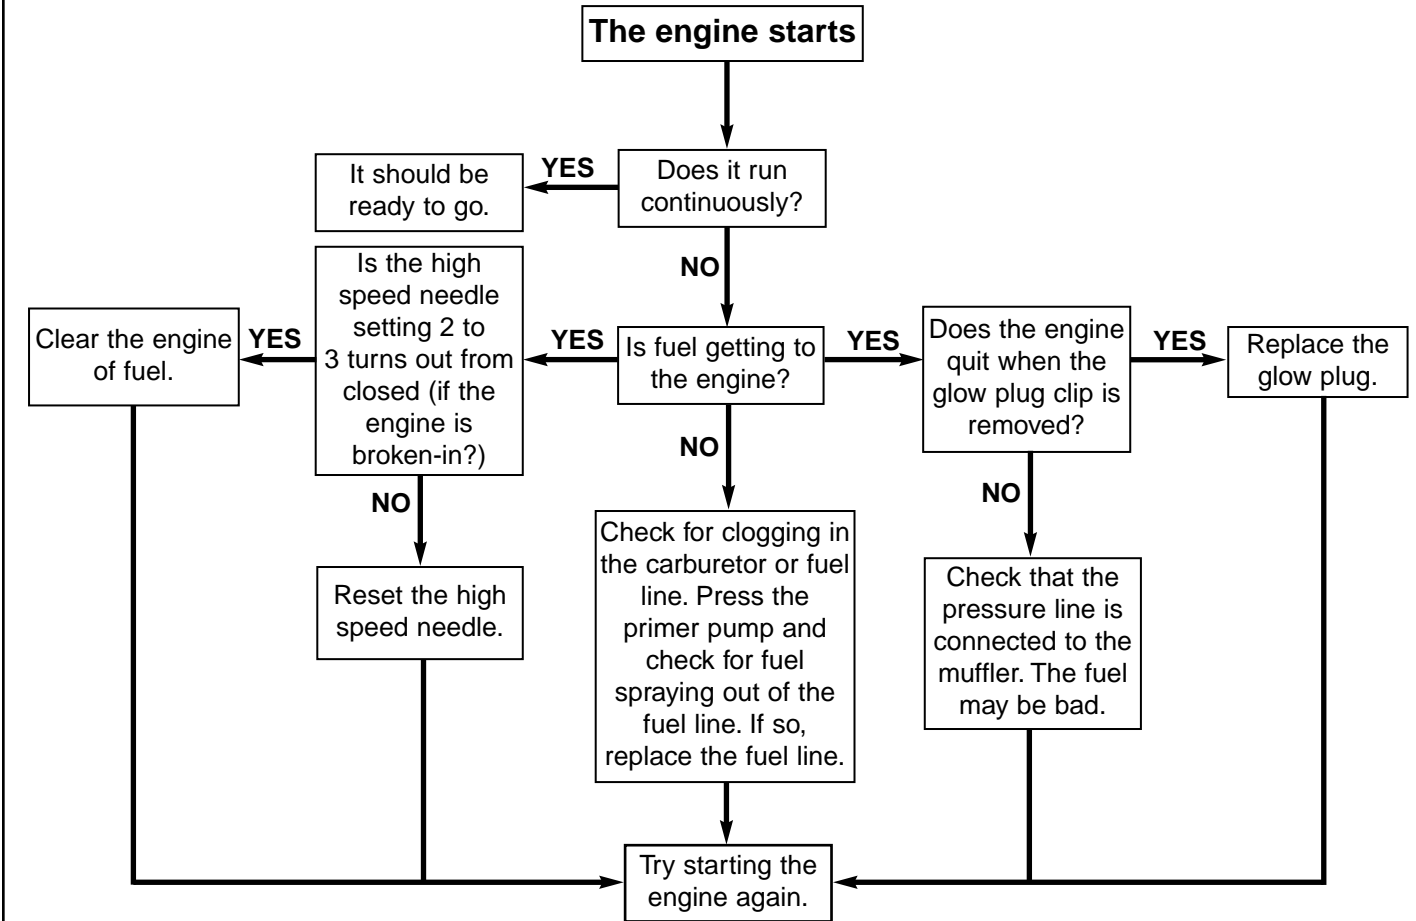 The engine starts
Does it run
continuously?
YES
It should be
ready to go.
NO
Is fuel getting to
the engine?
YES
Is the high
speed needle
setting 2 to
3 turns out from
closed (if the
engine is
broken-in?)
YES
Clear the engine
of fuel.
NO
Reset the high
speed needle.
YES
Does the engine
quit when the
glow plug clip is
removed?
YES
Replace the
glow plug.
NO
Check that the
pressure line is
connected to the
muffler. The fuel
may be bad.
NO
Check for clogging in
the carburetor or fuel
line. Press the
primer pump and
check for fuel
spraying out of the
fuel line. If so,
replace the fuel line.
Try starting the
engine again.